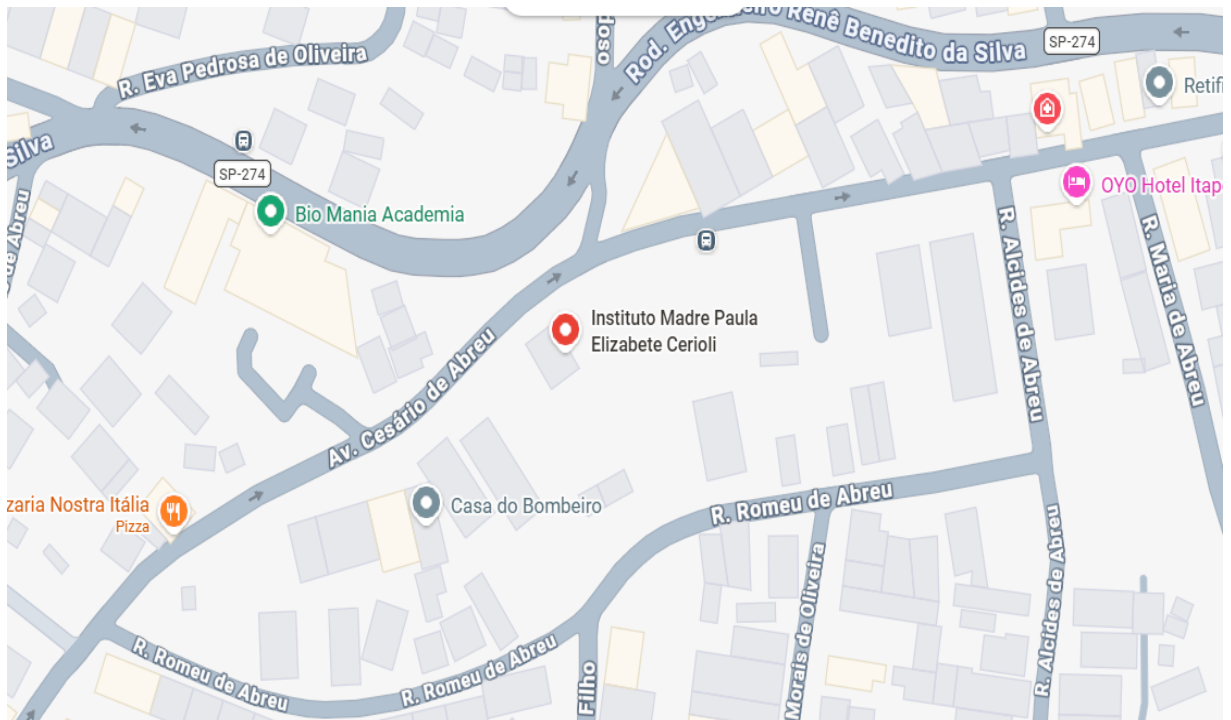 Rod. Engenheiro Renê Benedito da Silva
SP-274
R. Eva Pedrosa de Oliveira
Retifi
Silva
SP-274
OYO Hotel Itap
Bio Mania Academia
de Abreu
R. Alcides de Abreu
R. Maria de Abreu
Instituto Madre Paula
Elizabete Cerioli
Av. Cesário de Abreu
zaria Nostra Itália
Pizza
Casa do Bombeiro
R. Romeu de Abreu
Morais de Oliveira
R. Alcides de Abreu
R. Romeu de Abreu
R. Romeu de Abreu
Filho